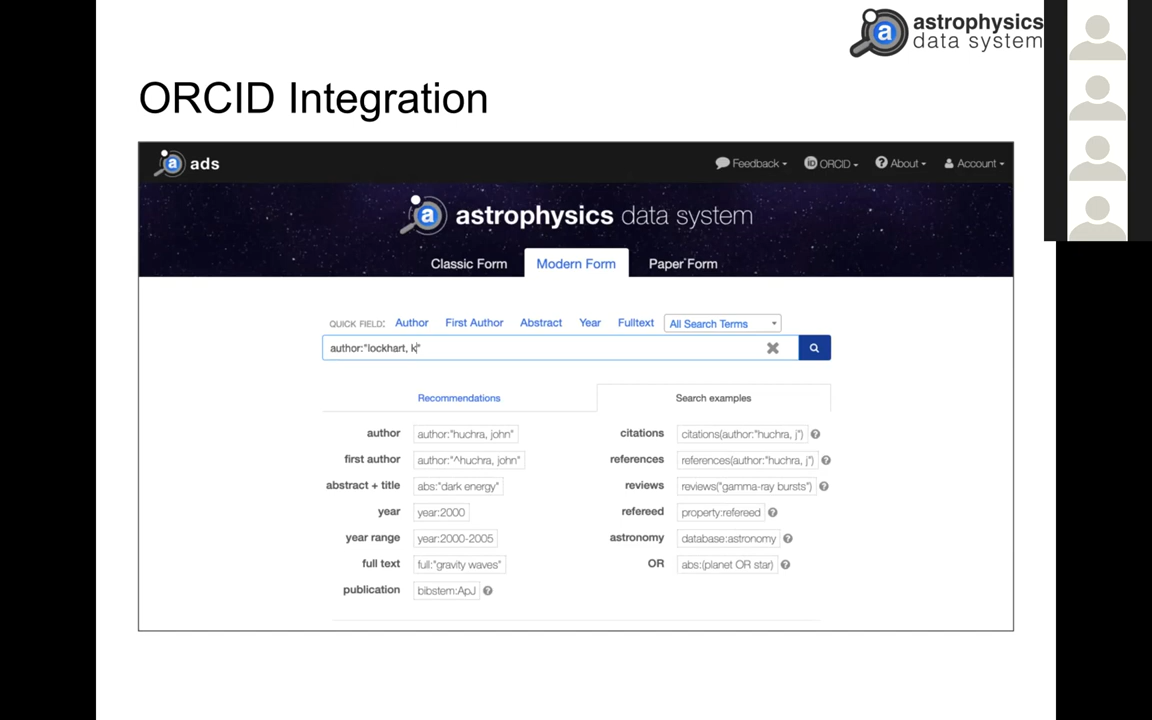 astrophysics
data system
ORCID Integration
ads
Feedback ORCID About Account
astrophysics data system
Classic Form Modern Form Paper Form
QUICK FIELD: Author First Author Abstract Year Fulltext All Search Terms
author:"lockhart, k"
Recommendations Search examples
author author:"huchra, john" citations citations(author:"huchra, j")
first author author:"^huchra, john" references references(author:"huchra, j")
abstract + title abs:"dark energy" reviews reviews("gamma-ray bursts")
year year:2000 refereed property:refereed
year range year:2000-2005 astronomy database:astronomy
full text full:"gravity waves" OR abs:(planet OR star)
publication bibstem:ApJ